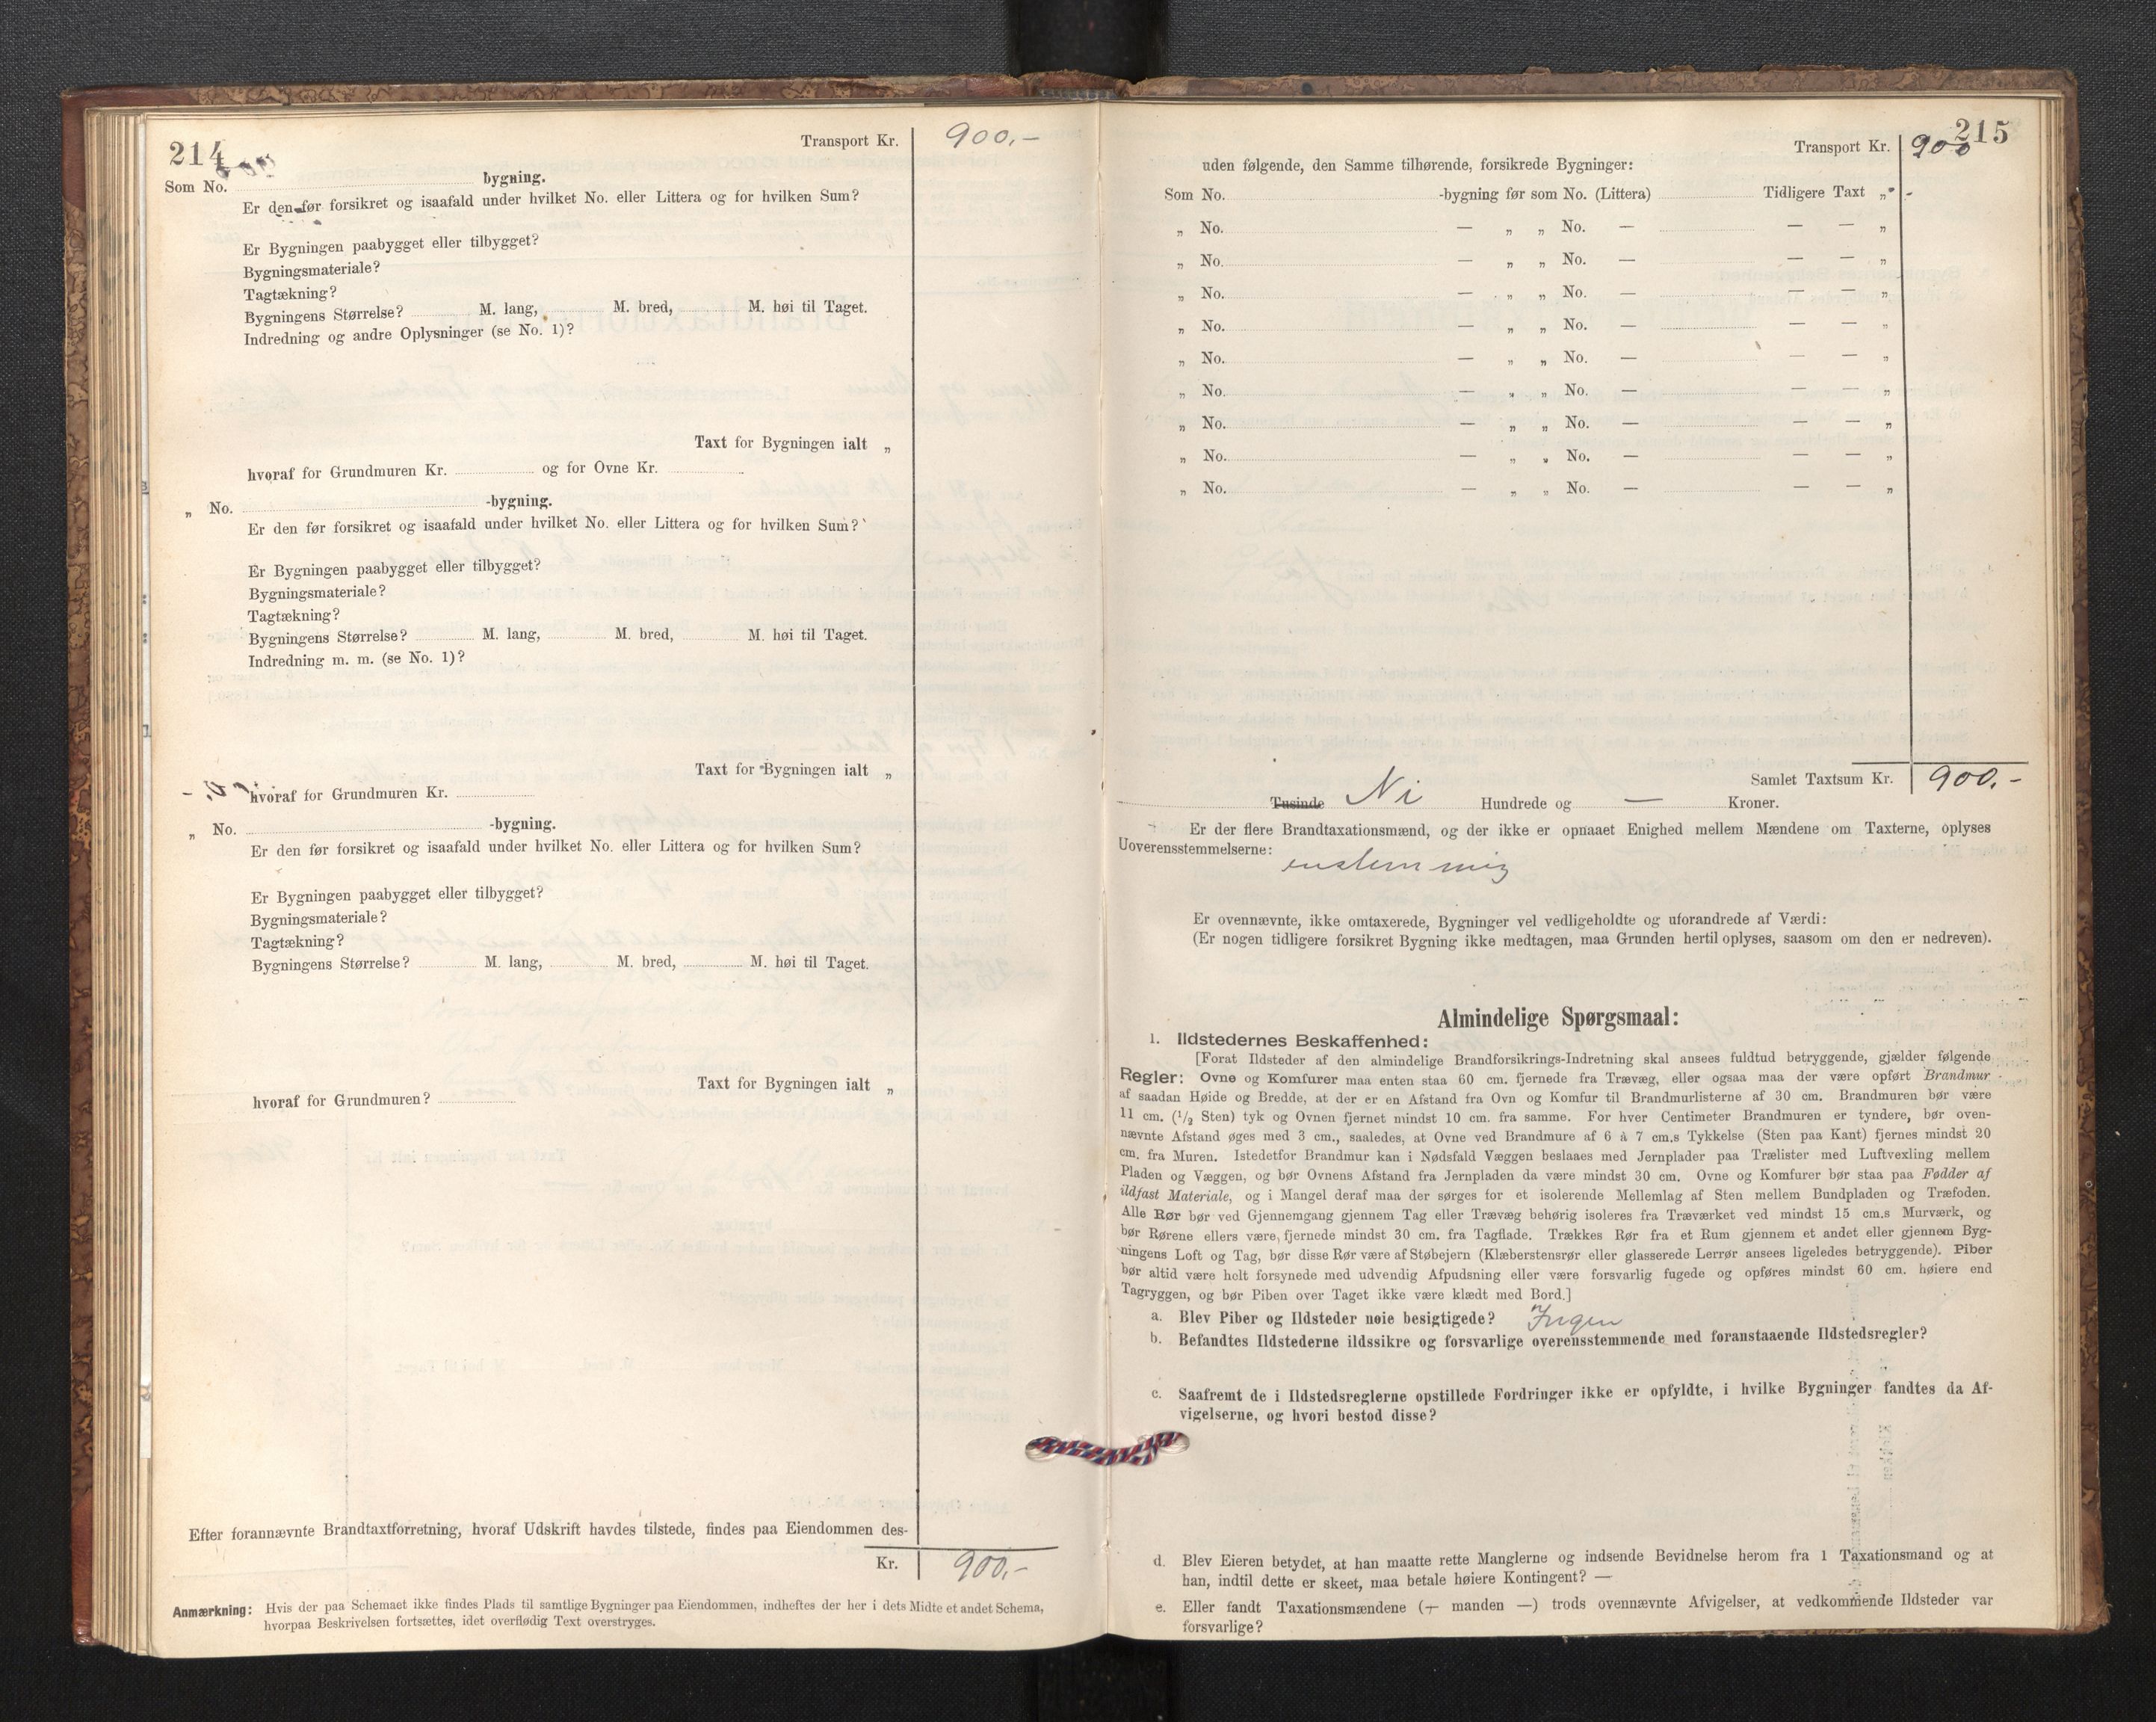 214
Transport Kr. 900,-
Som No. bygning.
Er den før forsikret og isaafald under hvilket No. eller Littera og for hvilken Sum?
Er Bygningen paabygget eller tilbygget?
Bygningsmateriale?
Tagtækning?
Bygningens Størrelse? M. lang, M. bred, M. høi til Taget.
Indredning og andre Oplysninger (se No. 1)?
Taxt for Bygningen ialt „
hvoraf for Grundmuren Kr. og for Ovne Kr.
„ No. -bygning.
Er den før forsikret og isaafald under hvilket No. eller Littera og for hvilken Sum?
Er Bygningen paabygget eller tilbygget?
Bygningsmateriale?
Tagtækning?
Bygningens Størrelse? M. lang, M. bred, M. høi til Taget.
Indredning m. m. (se No. 1)?
Taxt for Bygningen ialt „
hvoraf for Grundmuren Kr.
„ No. -bygning.
Er den før forsikret og isaafald under hvilket No. eller Littera og for hvilken Sum?
Er Bygningen paabygget eller tilbygget?
Bygningsmateriale?
Tagtækning?
Bygningens Størrelse? M. lang, M. bred, M. høi til Taget.
Taxt for Bygningen ialt „
hvoraf for Grundmuren?
Efter forannævnte Brandtaxtforretning, hvoraf Udskrift havdes tilstede, findes paa Eiendommen des-
Kr. 900,-
Anmærkning: Hvis der paa Schemaet ikke findes Plads til samtlige Bygninger paa Eiendommen, indheftes der her i dets Midte et andet Schema,
hvorpaa Beskrivelsen fortsættes, idet overflødig Text overstryges.
215
Transport Kr. 900
uden følgende, den Samme tilhørende, forsikrede Bygninger:
Som No. -bygning før som No. (Littera) Tidligere Taxt „ -
„ No. — „ „ No. — — — „
„ No. — „ „ No. — — — „
„ No. — „ „ No. — — — „
„ No. — „ „ No. — — — „
„ No. — „ „ No. — — — „
„ No. — „ „ No. — — — „
„ No. — „ „ No. — — — „
„ No. — „ „ No. — — — „
„ No. — „ „ No. — — — „
Samlet Taxtsum Kr. 900.-
Tusinde Ni Hundrede og — Kroner.
Er der flere Brandtaxationsmænd, og der ikke er opnaaet Enighed mellem Mændene om Taxterne, oplyses
Uoverensstemmelserne:
enstemmig
Er ovennævnte, ikke omtaxerede, Bygninger vel vedligeholdte og uforandrede af Værdi:
(Er nogen tidligere forsikret Bygning ikke medtagen, maa Grunden hertil oplyses, saasom om den er nedreven).
Almindelige Spørgsmaal:
1. Ildstedernes Beskaffenhed:
[Forat Ildsteder af den almindelige Brandforsikrings-Indretning skal ansees fuldtud betryggende, gjælder følgende
Regler: Ovne og Komfurer maa enten staa 60 cm. fjernede fra Trævæg, eller ogsaa maa der være opført Brandmur
af saadan Høide og Bredde, at der er en Afstand fra Ovn og Komfur til Brandmurlisterne af 30 cm. Brandmuren bør være
11 cm. (1/2 Sten) tyk og Ovnen fjernet mindst 10 cm. fra samme. For hver Centimeter Brandmuren er tyndere, bør oven-
nævnte Afstand øges med 3 cm., saaledes, at Ovne ved Brandmure af 6 à 7 cm.s Tykkelse (Sten paa Kant) fjernes mindst 20
cm. fra Muren. Istedetfor Brandmur kan i Nødsfald Væggen beslaaes med Jernplader paa Trælister med Luftvexling mellem
Pladen og Væggen, og bør Ovnens Afstand fra Jernpladen da være mindst 30 cm. Ovne og Komfurer bør staa paa Fødder af
ildfast Materiale, og i Mangel deraf maa der sørges for et isolerende Mellemlag af Sten mellem Bundpladen og Træfoden.
Alle Rør bør ved Gjennemgang gjennem Tag eller Trævæg behørig isoleres fra Træværket ved mindst 15 cm.s Murværk, og
bør Rørene ellers være fjernede mindst 30 cm. fra Tagflade. Trækkes Rør fra et Rum gjennem et andet eller gjennem Byg-
ningens Loft og Tag, bør disse Rør være af Støbejern (Klæberstensrør eller glasserede Lerrør ansees ligeledes betryggende). Piber
bør altid være holt forsynede med udvendig Afpudsning eller være forsvarlig fugede og opføres mindst 60 cm. høiere end
Tagryggen, og bør Piben over Taget ikke være klædt med Bord.]
a. Blev Piber og Ildsteder nøie besigtigede? Ingen
b. Befandtes Ildstederne ildssikre og forsvarlige overensstemmende med foranstaaende Ildstedsregler?
c. Saafremt de i Ildstedsreglerne opstillede Fordringer ikke er opfyldte, i hvilke Bygninger fandtes da Af-
vigelserne, og hvori bestod disse?
d. Blev Eieren betydet, at han maatte rette Manglerne og indsende Bevidnelse herom fra 1 Taxationsmand og at
han, indtil dette er skeet, maa betale høiere Kontingent? —
e. Eller fandt Taxationsmændene (— manden —) trods ovennævnte Afvigelser, at vedkommende Ildsteder var
forsvarlige?